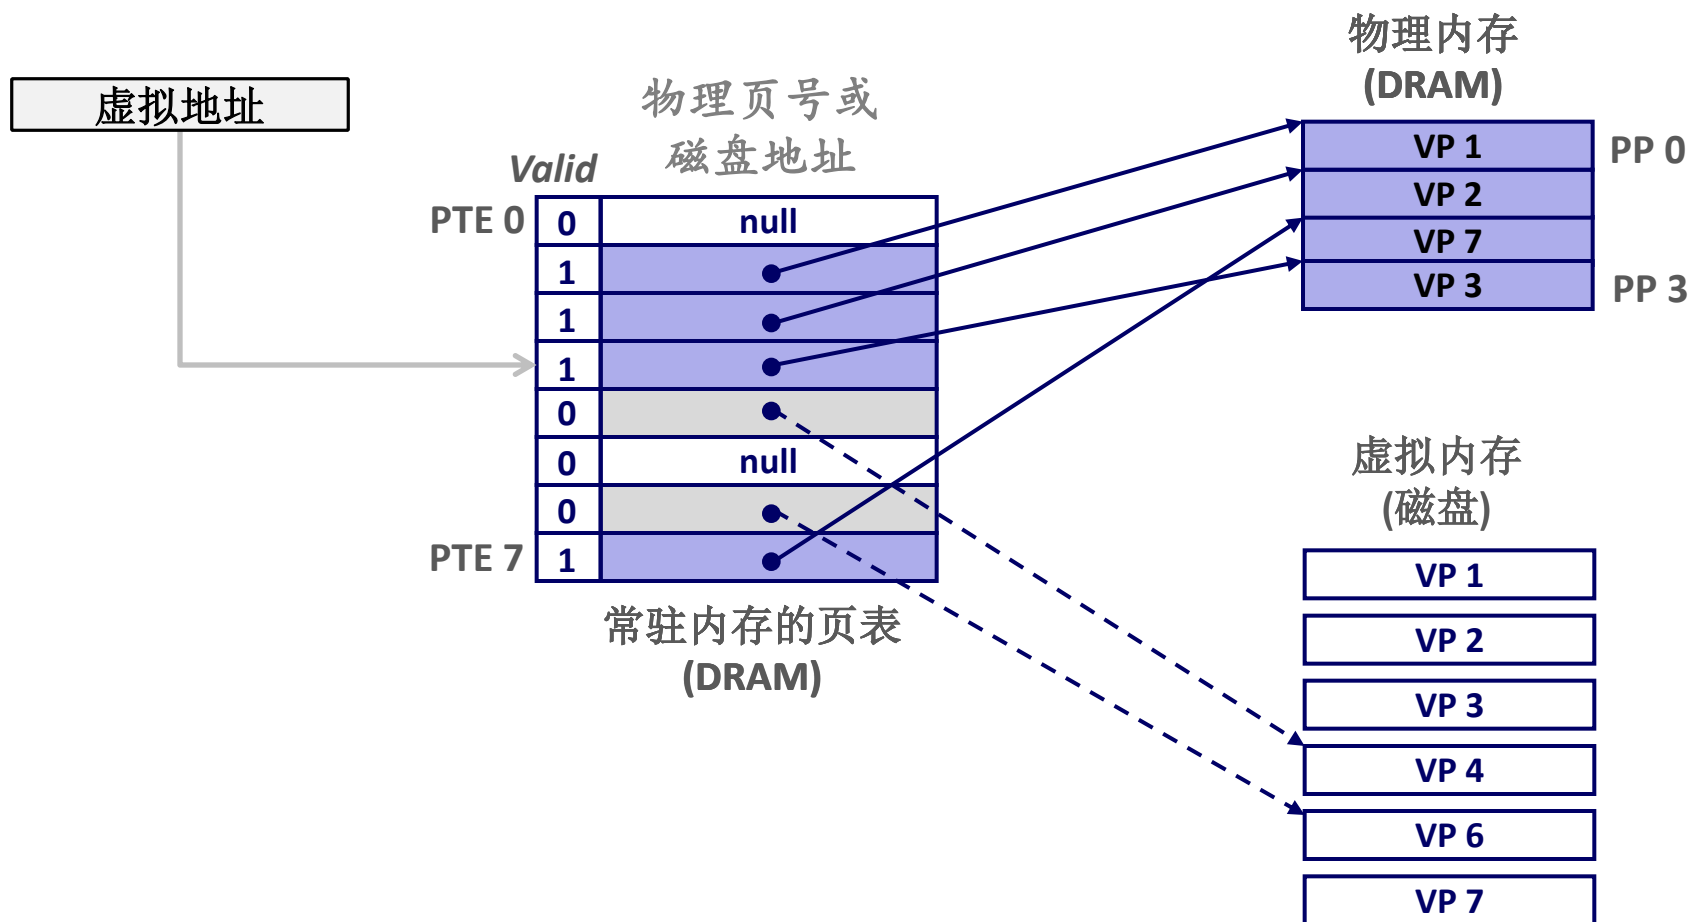 虚拟地址
物理页号或
磁盘地址
Valid
PTE 0
0
null
1
1
1
0
0
null
0
PTE 7
1
常驻内存的页表
(DRAM)
物理内存
(DRAM)
VP 1
PP 0
VP 2
VP 7
VP 3
PP 3
虚拟内存
(磁盘)
VP 1
VP 2
VP 3
VP 4
VP 6
VP 7